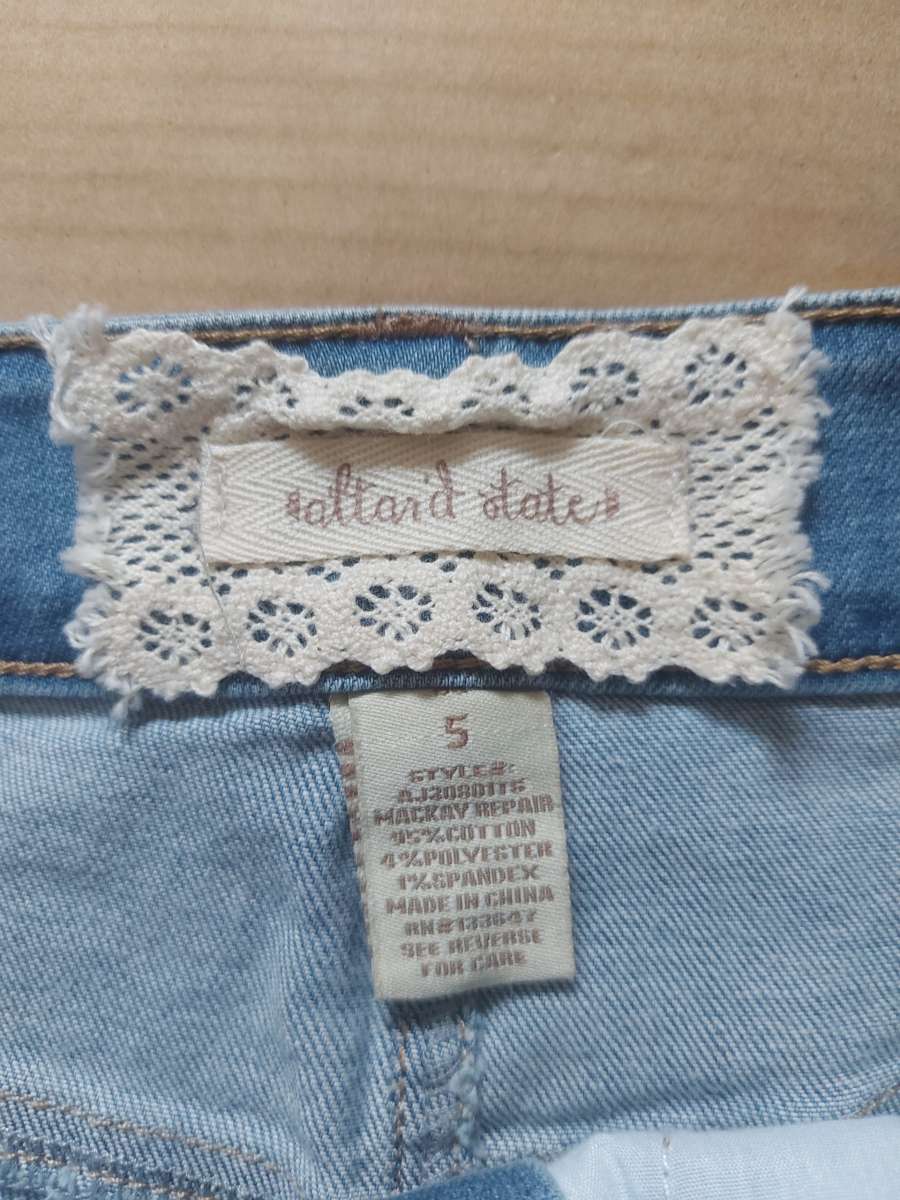 altar'd state
5
STYLE#:
AJ2080TTS
MACKAY REPAIR
95%COTTON
4%POLYESTER
1%SPANDEX
MADE IN CHINA
RN#133647
SEE REVERSE
FOR CARE